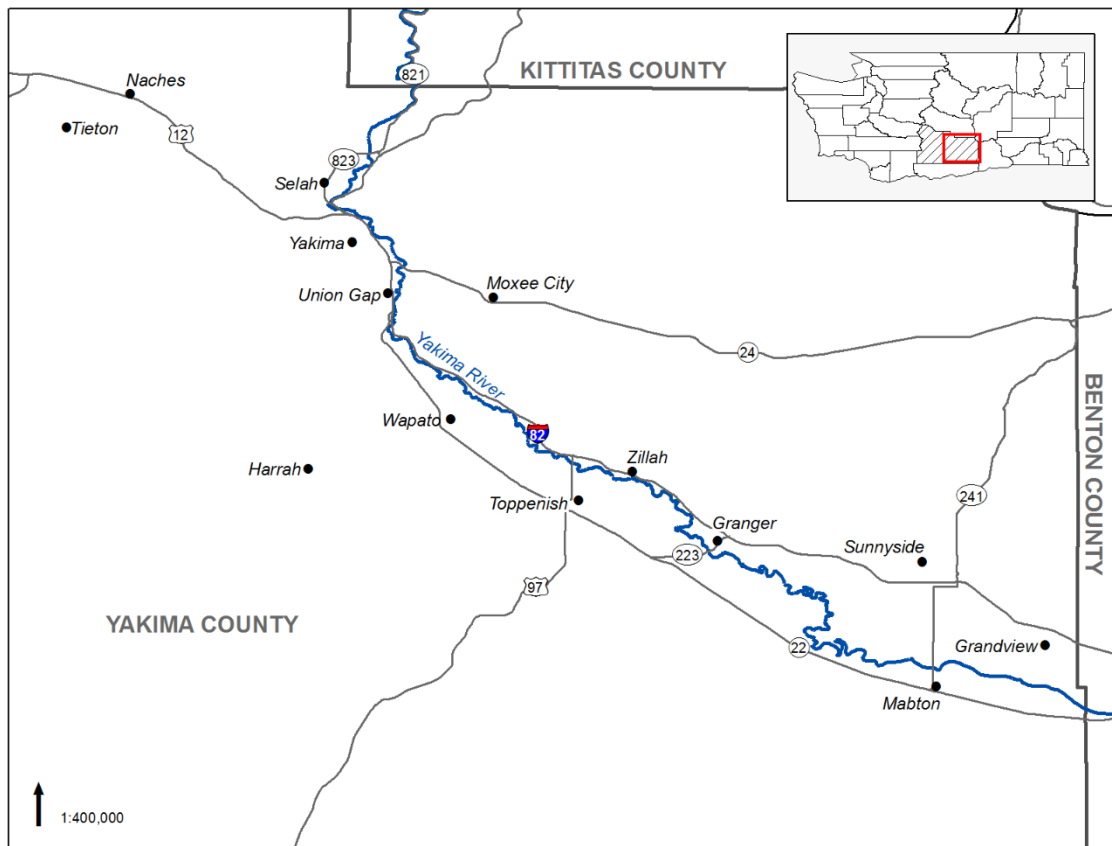 821
KITTITAS COUNTY
Naches
Tieton
12
823
Selah
Yakima
Union Gap
Moxee City
Yakima River
24
BENTON COUNTY
Wapato
82
Harrah
Zillah
Toppenish
241
Granger
Sunnyside
223
97
YAKIMA COUNTY
22
Grandview
Mabton
1:400,000